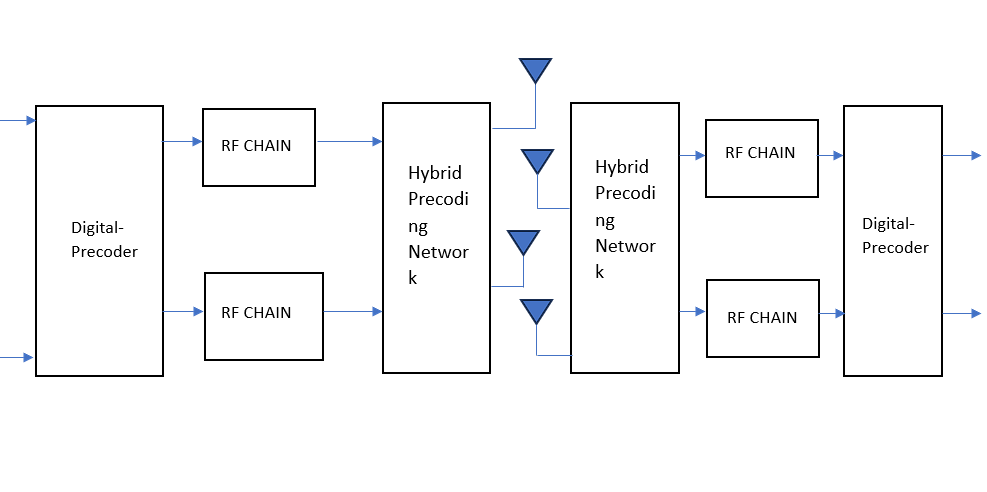 Digital-
Precoder
RF CHAIN
RF CHAIN
Hybrid
Precodi
ng
Networ
k
Hybrid
Precodi
ng
Networ
k
RF CHAIN
RF CHAIN
Digital-
Precoder